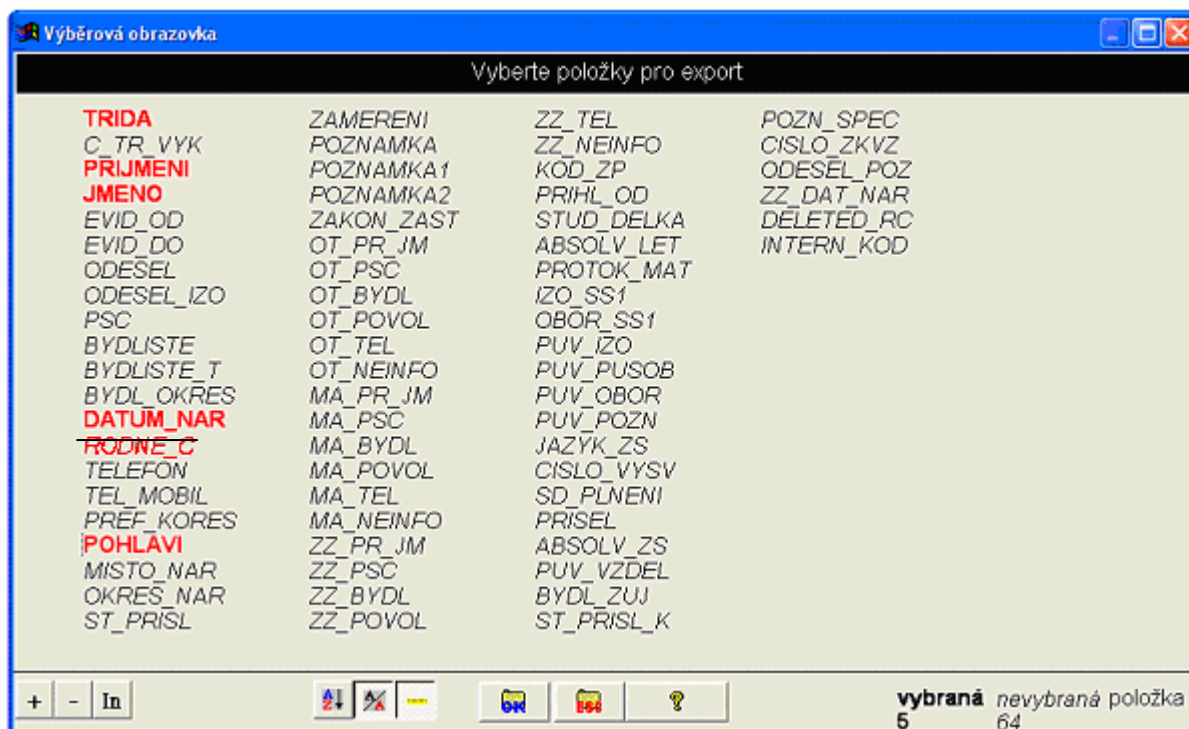 Výběrová obrazovka
Vyberte položky pro export
TRIDA
C_TR_VYK
PRIJMENI
JMENO
EVID_OD
EVID_DO
ODESEL
ODESEL_IZO
PSC
BYDLISTE
BYDLISTE_T
BYDL_OKRES
DATUM_NAR
RODNE_C
TELEFON
TEL_MOBIL
PREF_KORES
POHLAVI
MISTO_NAR
OKRES_NAR
ST_PRISL
ZAMERENI
POZNAMKA
POZNAMKA1
POZNAMKA2
ZAKON_ZAST
OT_PR_JM
OT_PSC
OT_BYDL
OT_POVOL
OT_TEL
OT_NEINFO
MA_PR_JM
MA_PSC
MA_BYDL
MA_POVOL
MA_TEL
MA_NEINFO
ZZ_PR_JM
ZZ_PSC
ZZ_BYDL
ZZ_POVOL
ZZ_TEL
ZZ_NEINFO
KOD_ZP
PRIHL_OD
STUD_DELKA
ABSOLV_LET
PROTOK_MAT
IZO_SS1
OBOR_SS1
PUV_IZO
PUV_PUSOB
PUV_OBOR
PUV_POZN
JAZYK_ZS
CISLO_VYSV
SD_PLNENI
PRISEL
ABSOLV_ZS
PUV_VZDEL
BYDL_ZUJ
ST_PRISL_K
POZN_SPEC
CISLO_ZKVZ
ODESEL_POZ
ZZ_DAT_NAR
DELETED_RC
INTERN_KOD
+ - In
OK
Esc
?
vybraná nevybraná položka
5 64